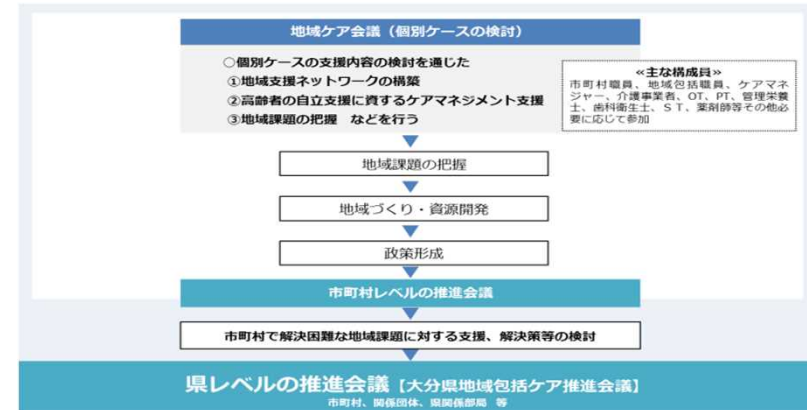 地域ケア会議（個別ケースの検討）
○個別ケースの支援内容の検討を通じた
①地域支援ネットワークの構築
②高齢者の自立支援に資するケアマネジメント支援
③地域課題の把握　などを行う
≪主な構成員≫
市町村職員、地域包括職員、ケアマネ
ジャー、介護事業者、OT、PT、管理栄養
士、歯科衛生士、ＳＴ、薬剤師等その他必
要に応じて参加
地域課題の把握
地域づくり・資源開発
政策形成
市町村レベルの推進会議
市町村で解決困難な地域課題に対する支援、解決策等の検討
県レベルの推進会議【大分県地域包括ケア推進会議】
市町村、関係団体、県関係部局　等